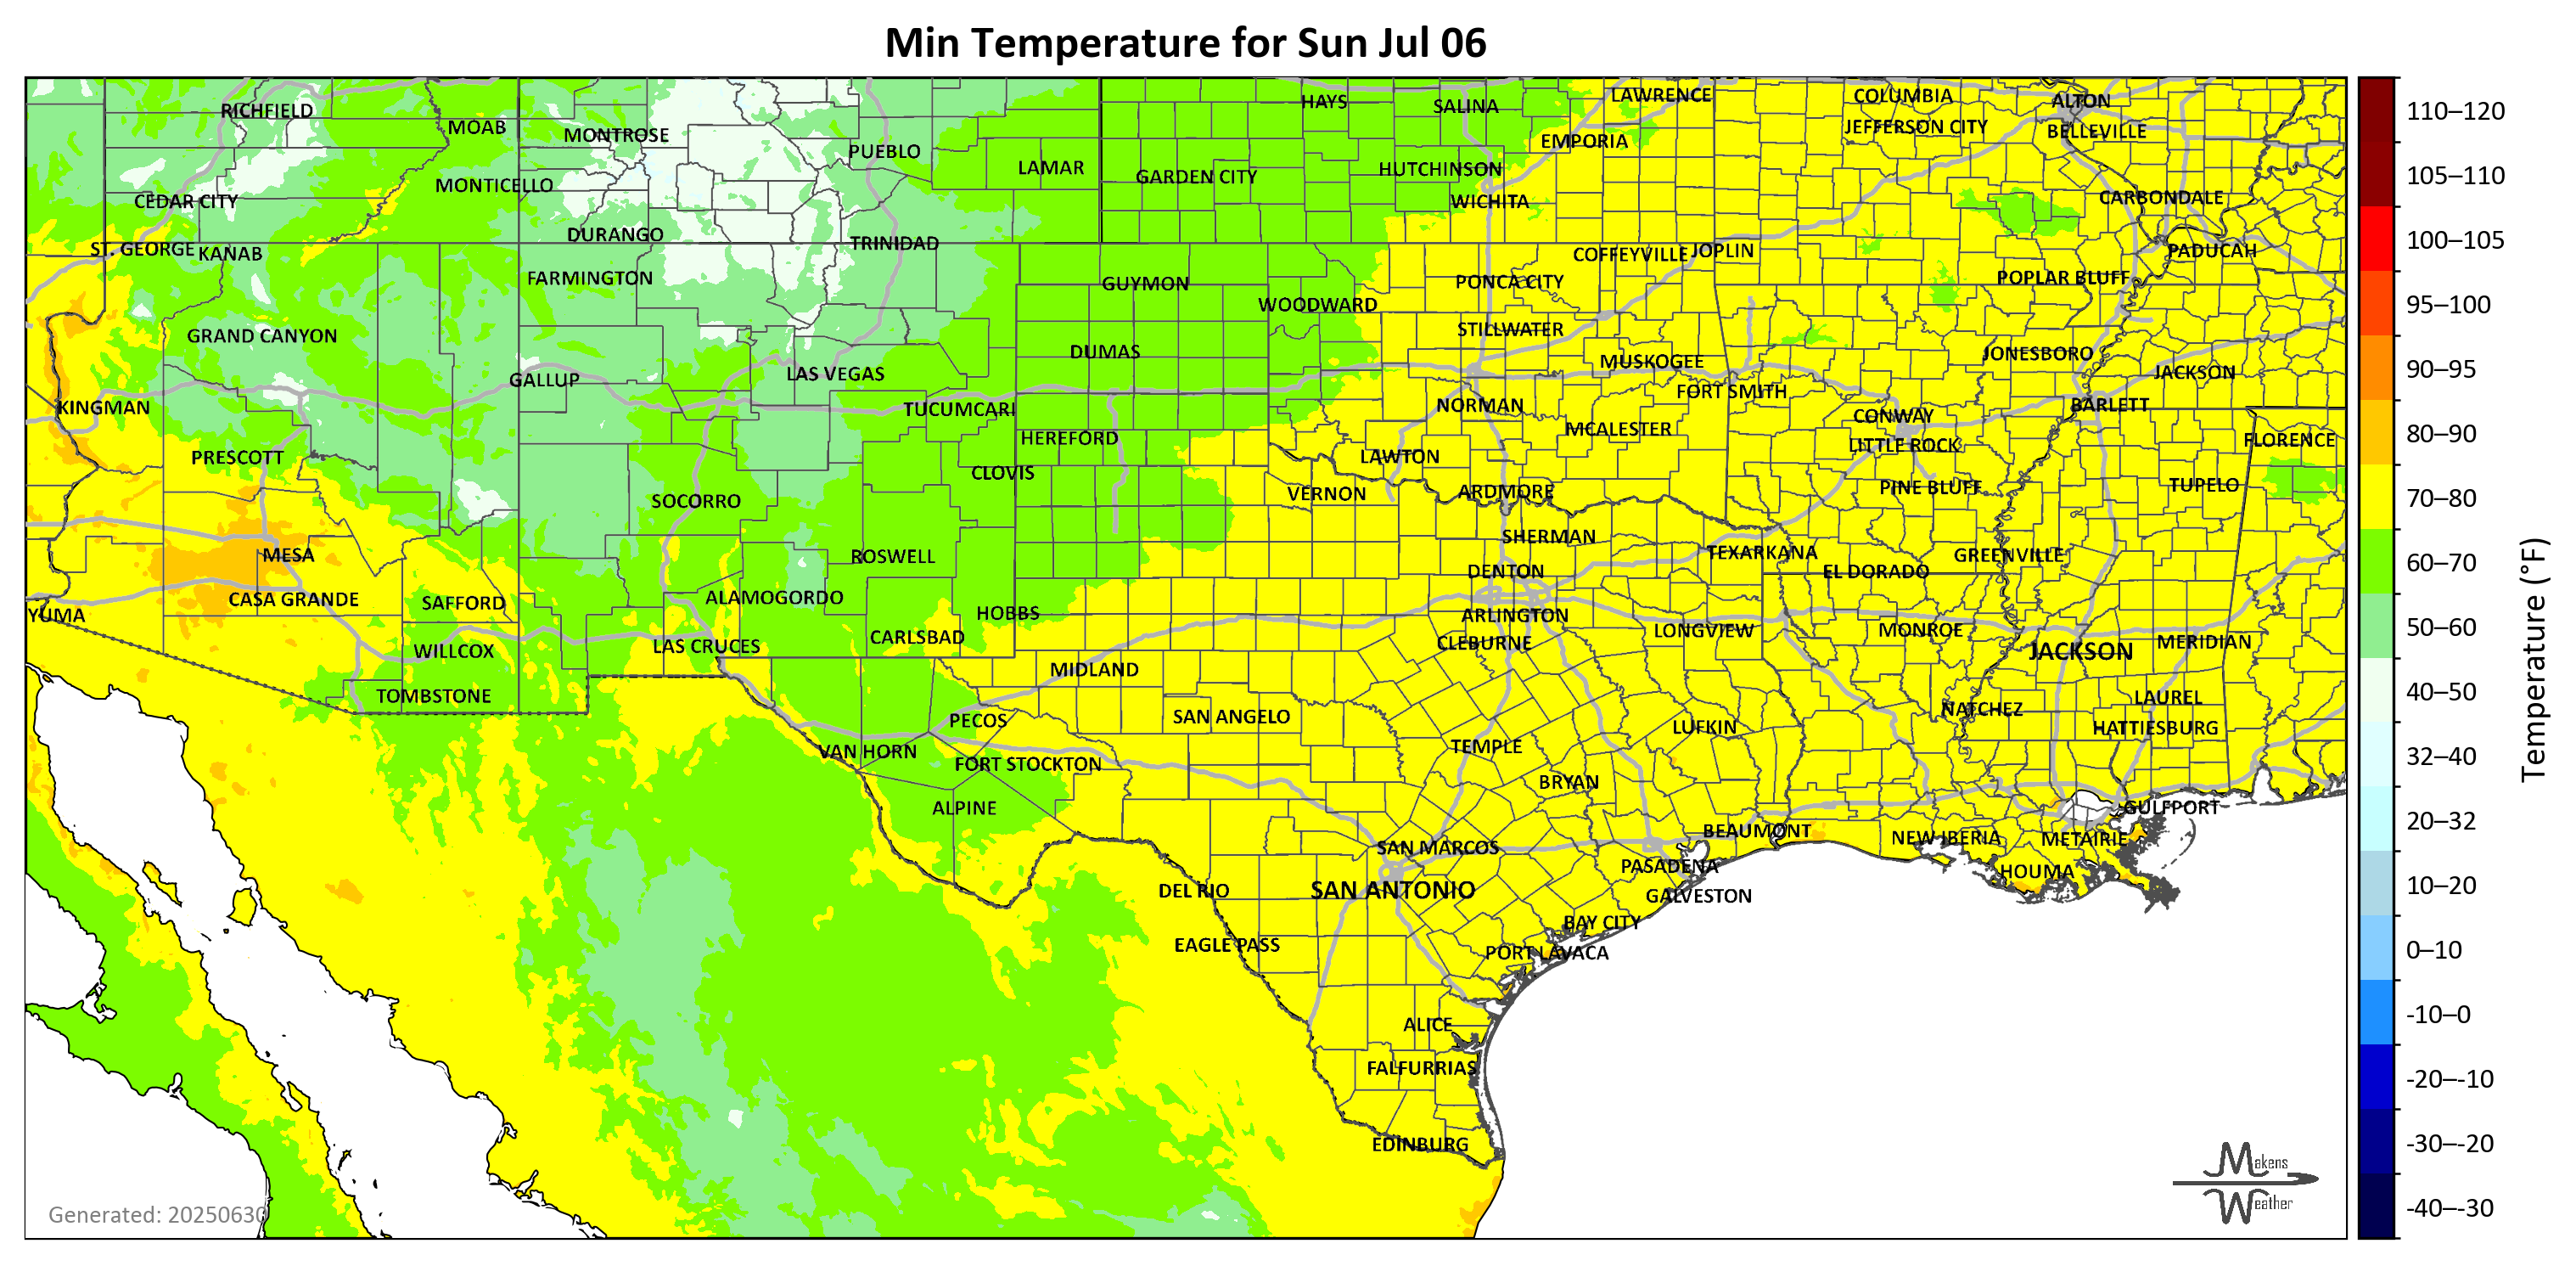 Min Temperature for Sun Jul 06
RICHFIELD
MOAB
MONTROSE
PUEBLO
LAMAR
HAYS
SALINA
LAWRENCE
COLUMBIA
ALTON
JEFFERSON CITY
BELLEVILLE
EMPORIA
MONTICELLO
GARDEN CITY
HUTCHINSON
CEDAR CITY
WICHITA
CARBONDALE
DURANGO
TRINIDAD
ST. GEORGE
KANAB
COFFEYVILLE
JOPLIN
PADUCAH
FARMINGTON
GUYMON
PONCA CITY
POPLAR BLUFF
WOODWARD
GRAND CANYON
STILLWATER
DUMAS
JONESBORO
MUSKOGEE
GALLUP
LAS VEGAS
JACKSON
FORT SMITH
KINGMAN
TUCUMCARI
NORMAN
BARLETT
CONWAY
HEREFORD
MCALESTER
LITTLE ROCK
FLORENCE
PRESCOTT
CLOVIS
LAWTON
SOCORRO
VERNON
ARDMORE
PINE BLUFF
TUPELO
SHERMAN
MESA
ROSWELL
TEXARKANA
GREENVILLE
DENTON
EL DORADO
CASA GRANDE
SAFFORD
ALAMOGORDO
YUMA
HOBBS
ARLINGTON
LONGVIEW
MONROE
WILLCOX
LAS CRUCES
CARLSBAD
CLEBURNE
JACKSON
MERIDIAN
MIDLAND
TOMBSTONE
LAUREL
PECOS
SAN ANGELO
NATCHEZ
LUFKIN
HATTIESBURG
VAN HORN
FORT STOCKTON
TEMPLE
BRYAN
ALPINE
GULFPORT
BEAUMONT
NEW IBERIA
METAIRIE
SAN MARCOS
PASADENA
HOUMA
DEL RIO
SAN ANTONIO
GALVESTON
BAY CITY
EAGLE PASS
PORT LAVACA
ALICE
FALFURRIAS
EDINBURG
Generated: 20250630
Makens
Weather
110–120
105–110
100–105
95–100
90–95
80–90
70–80
60–70
50–60
40–50
32–40
20–32
10–20
0–10
-10–0
-20–-10
-30–-20
-40–-30
Temperature (°F)